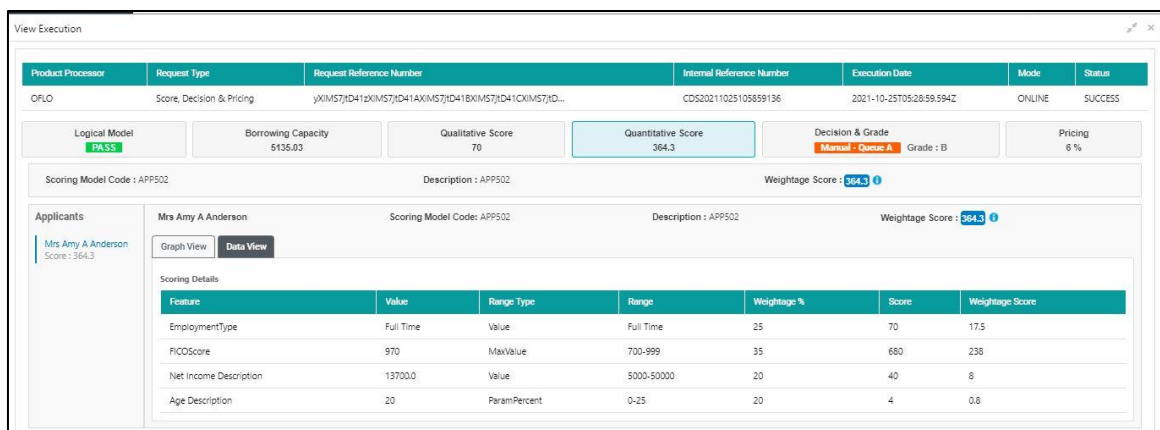 View Execution
Product Processor Request Type Request Reference Number Internal Reference Number Execution Date Mode Status
OFLO Score, Decision & Pricing yXIMS7JtD41zXIMS7JtD41AXIMS7JtD41BXIMS7JtD41CXIMS7JtD... CDS20211025105859136 2021-10-25T05:28:59.594Z ONLINE SUCCESS
Logical Model Borrowing Capacity Qualitative Score Quantitative Score Decision & Grade Pricing
PASS 5135.03 70 364.3 Manual - Queue A Grade : B 6 %
Scoring Model Code : APP502 Description : APP502 Weightage Score : 364.3
Applicants Mrs Amy A Anderson Scoring Model Code: APP502 Description : APP502 Weightage Score : 364.3
Mrs Amy A Anderson
Score : 364.3
Graph View Data View
Scoring Details
Feature Value Range Type Range Weightage % Score Weightage Score
EmploymentType Full Time Value Full Time 25 70 17.5
FICOScore 970 MaxValue 700-999 35 680 238
Net Income Description 13700.0 Value 5000-50000 20 40 8
Age Description 20 ParamPercent 0-25 20 4 0.8